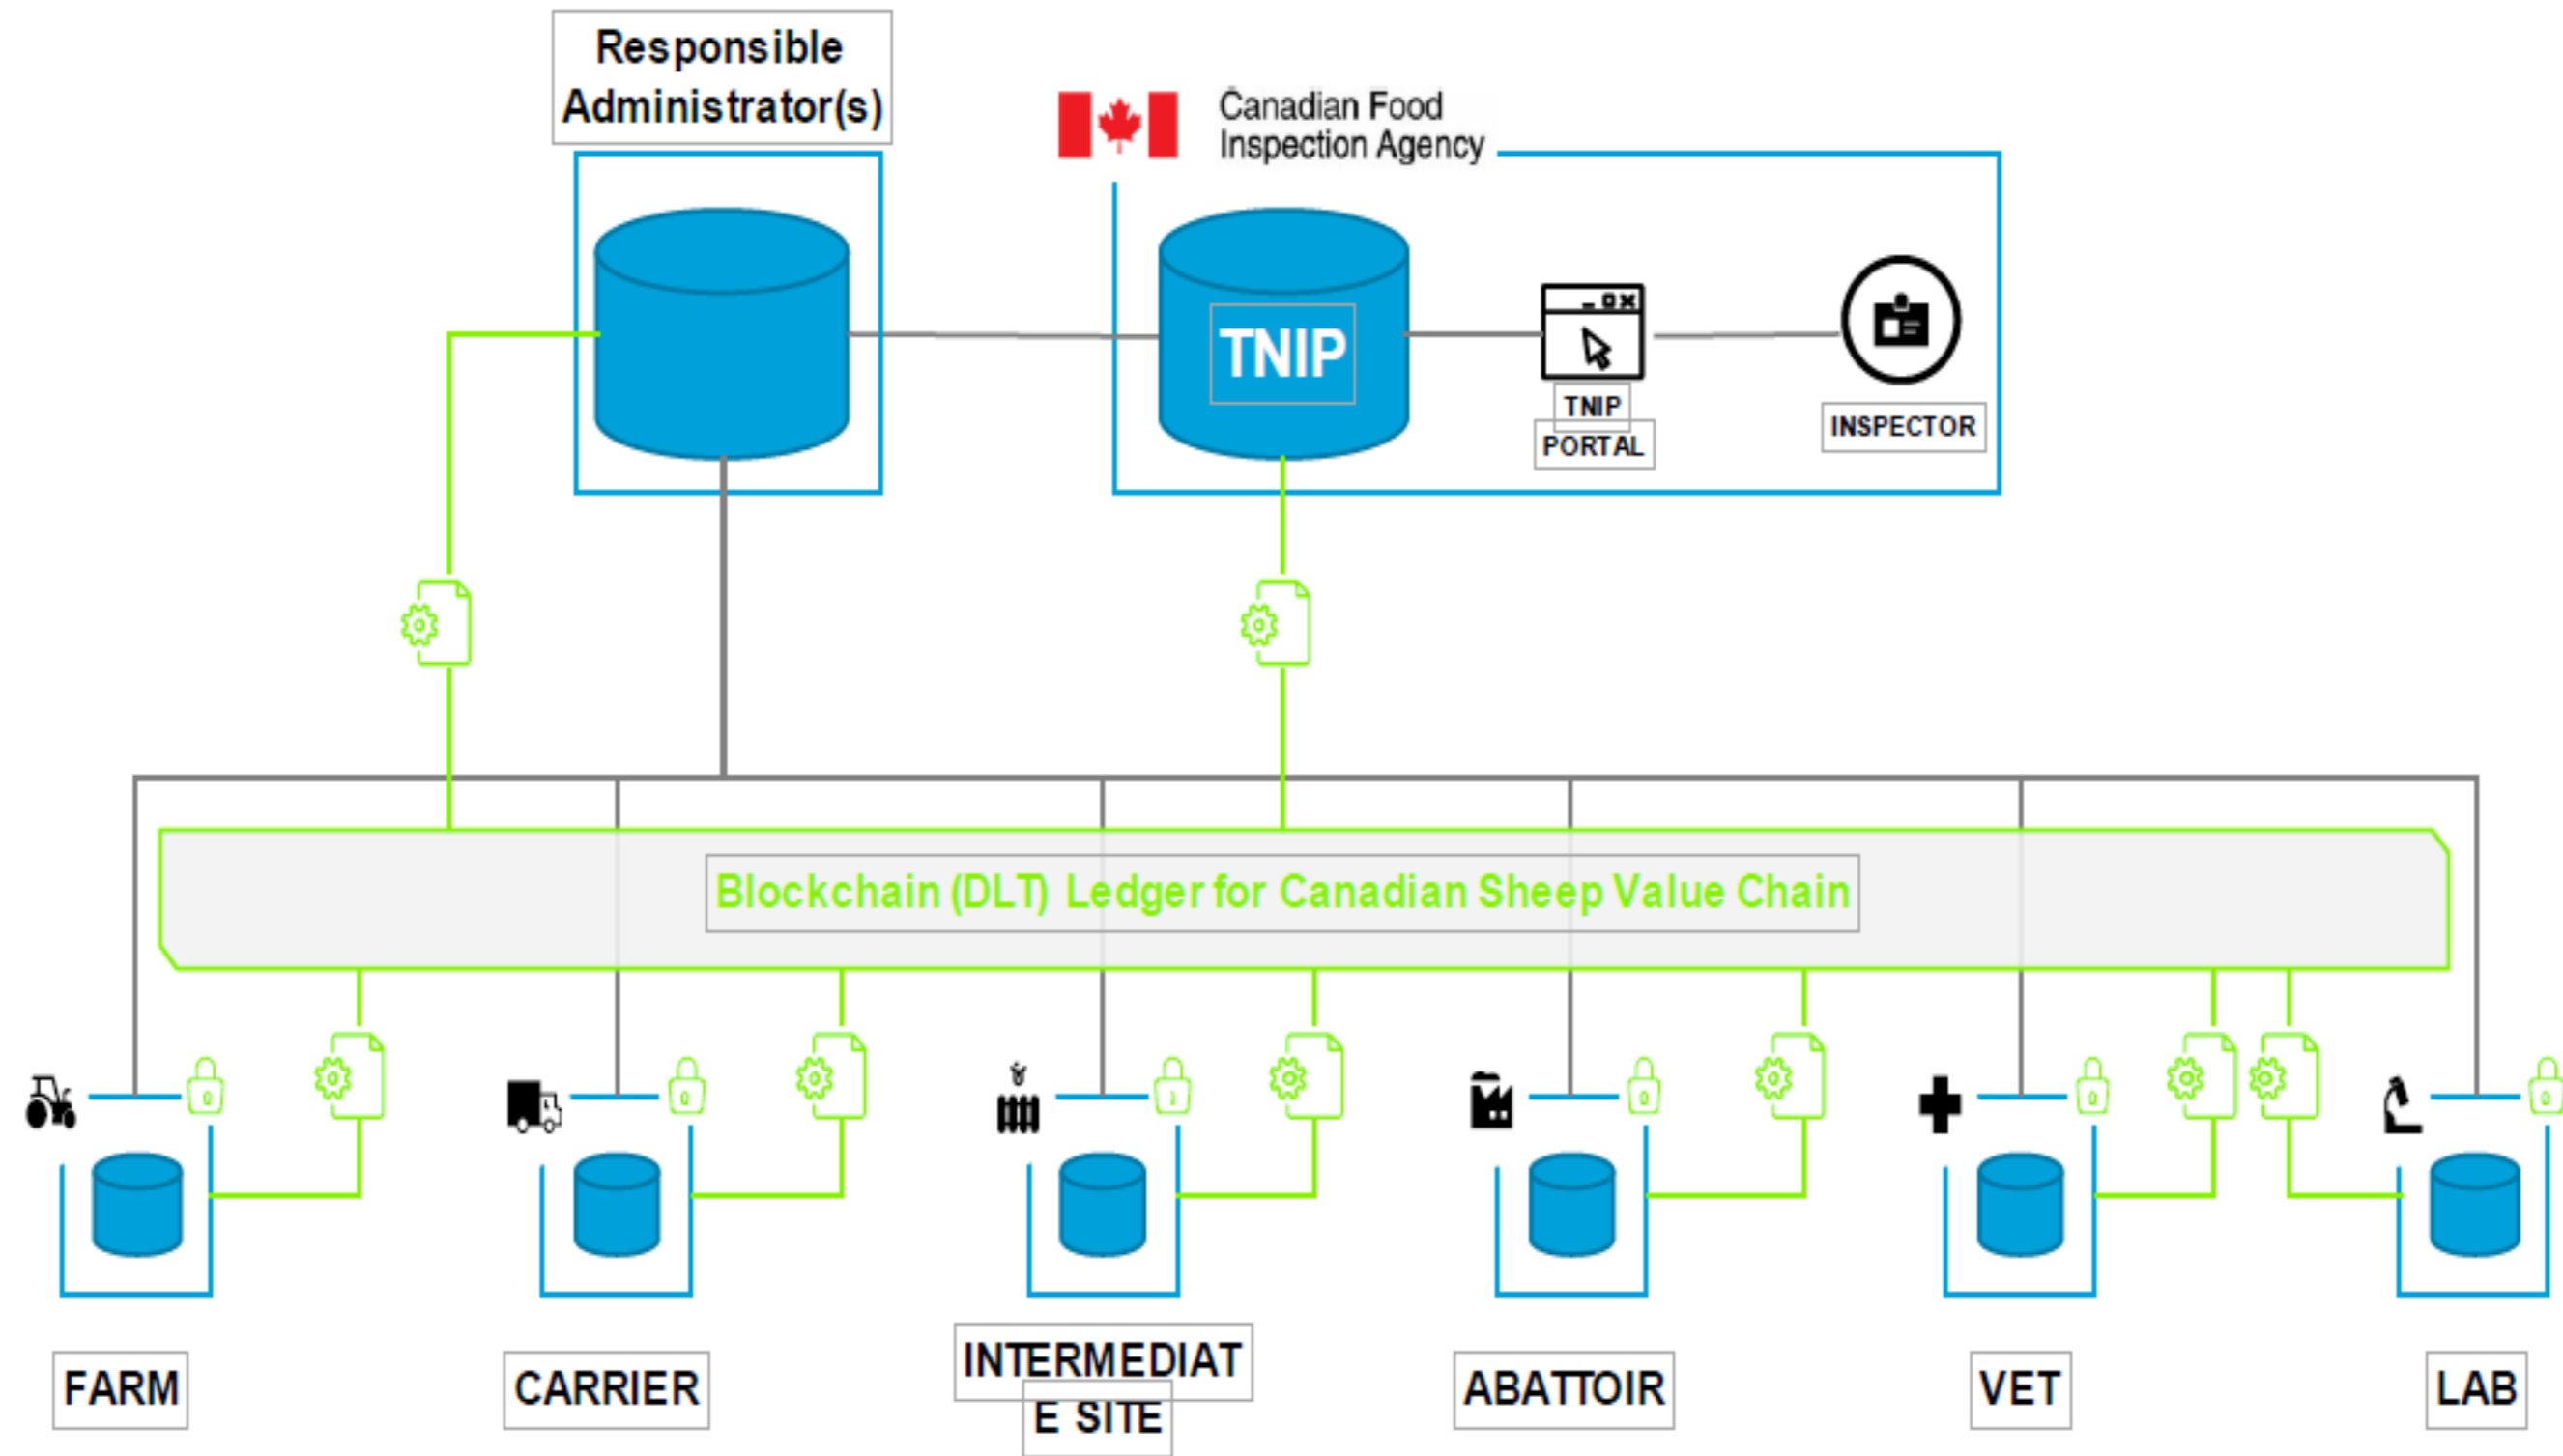 Responsible
Administrator(s)
Canadian Food
Inspection Agency
TNIP
TNIP
PORTAL
INSPECTOR
Blockchain (DLT) Ledger for Canadian Sheep Value Chain
FARM
CARRIER
INTERMEDIAT
E SITE
ABATTOIR
VET
LAB